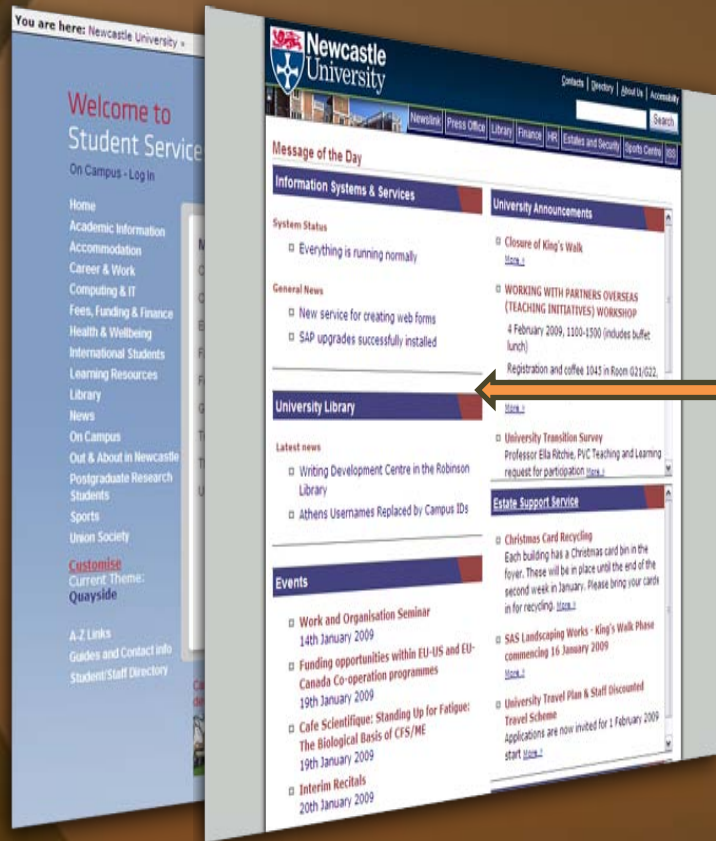 You are here: Newcastle University »
Welcome to
Student Service
On Campus - Log In
Home
Academic Information
Accommodation
Career & Work
Computing & IT
Fees, Funding & Finance
Health & Wellbeing
International Students
Learning Resources
Library
News
On Campus
Out & About in Newcastle
Postgraduate Research
Students
Sports
Union Society
Customise
Current Theme:
Quayside
A-Z Links
Guides and Contact info
Student/Staff Directory
Newcastle
University
Contacts | Directory | About Us | Accessibility
Search
Newslink Press Office Library Finance HR Estates and Security Sports Centre ISS
Message of the Day
Information Systems & Services
System Status
Everything is running normally
General News
New service for creating web forms
SAP upgrades successfully installed
University Library
Latest news
Writing Development Centre in the Robinson
Library
Athens Usernames Replaced by Campus IDs
Events
Work and Organisation Seminar
14th January 2009
Funding opportunities within EU-US and EU-
Canada Co-operation programmes
19th January 2009
Cafe Scientifique: Standing Up for Fatigue:
The Biological Basis of CFS/ME
19th January 2009
Interim Recitals
20th January 2009
University Announcements
Closure of King's Walk
More
WORKING WITH PARTNERS OVERSEAS
(TEACHING INITIATIVES) WORKSHOP
4 February 2009, 1100-1500 (includes buffet
lunch)
Registration and coffee 1045 in Room G21/G22,
More
University Transition Survey
Professor Ella Ritchie, PVC Teaching and Learning
request for participation More
Estate Support Service
Christmas Card Recycling
Each building has a Christmas card bin in the
foyer. These will be in place until the end of the
second week in January. Please bring your cards
in for recycling. More
SAS Landscaping Works - King's Walk Phase
commencing 16 January 2009
More
University Travel Plan & Staff Discounted
Travel Scheme
Applications are now invited for 1 February 2009
start More